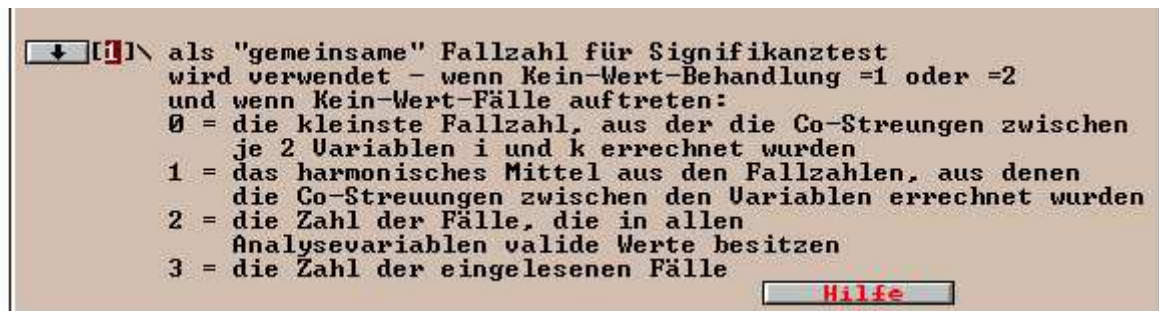 [1]\ als "gemeinsame" Fallzahl für Signifikanztest
wird verwendet - wenn Kein-Wert-Behandlung =1 oder =2
und wenn Kein-Wert-Fälle auftreten:
0 = die kleinste Fallzahl, aus der die Co-Streungen zwischen
je 2 Variablen i und k errechnet wurden
1 = das harmonisches Mittel aus den Fallzahlen, aus denen
die Co-Streuungen zwischen den Variablen errechnet wurden
2 = die Zahl der Fälle, die in allen
Analysevariablen valide Werte besitzen
3 = die Zahl der eingelesenen Fälle
Hilfe